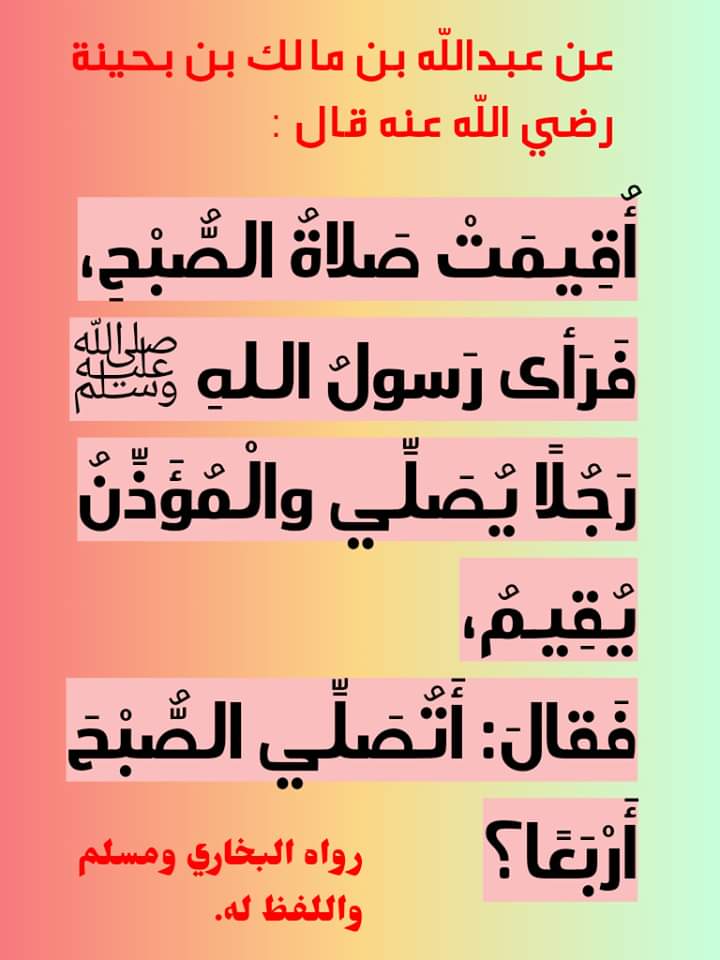 عن عبدالله بن مالك بن بحينة
رضي الله عنه قال :
أُقِيمَتْ صَلاةُ الصُّبْحِ،
فَرَأَى رَسولُ اللهِ ﷺ
رَجُلًا يُصَلِّي والْمُؤَذِّنُ
يُقِيمُ،
فَقالَ: أَتُصَلِّي الصُّبْحَ
أَرْبَعًا؟
رواه البخاري ومسلم
واللفظ له.